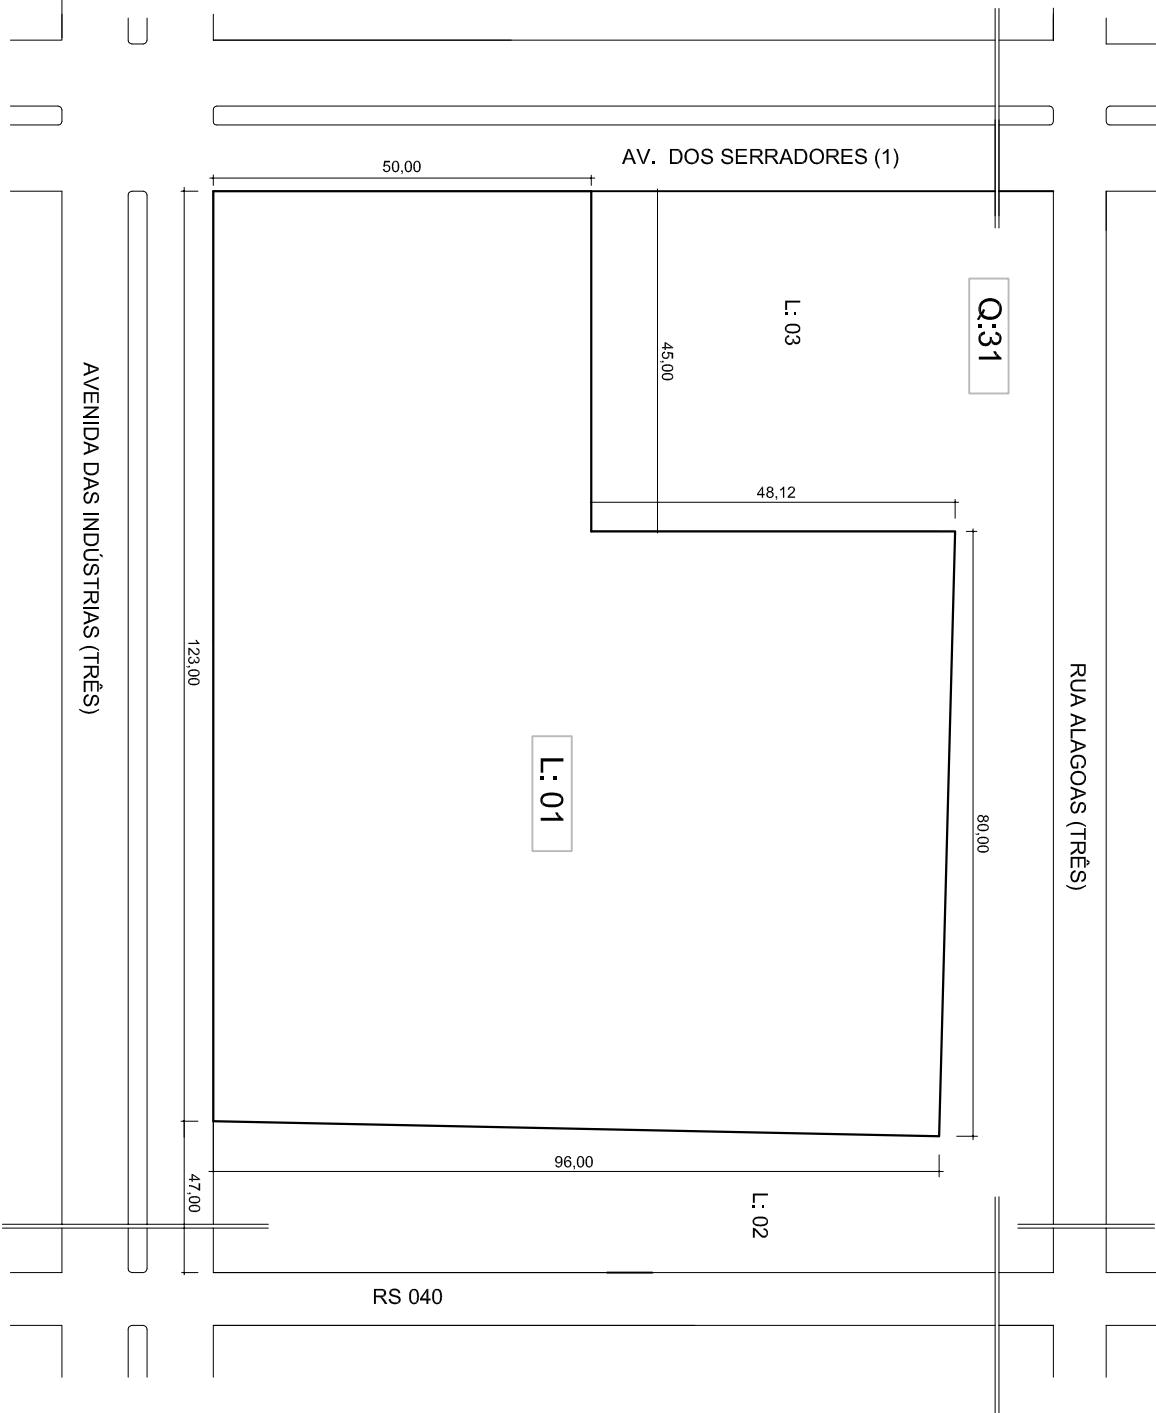 AV. DOS SERRADORES (1)
50,00
Q:31
L: 03
45,00
48,12
AVENIDA DAS INDÚSTRIAS (TRÊS)
123,00
RUA ALAGOAS (TRÊS)
L: 01
80,00
96,00
47,00
L: 02
RS 040